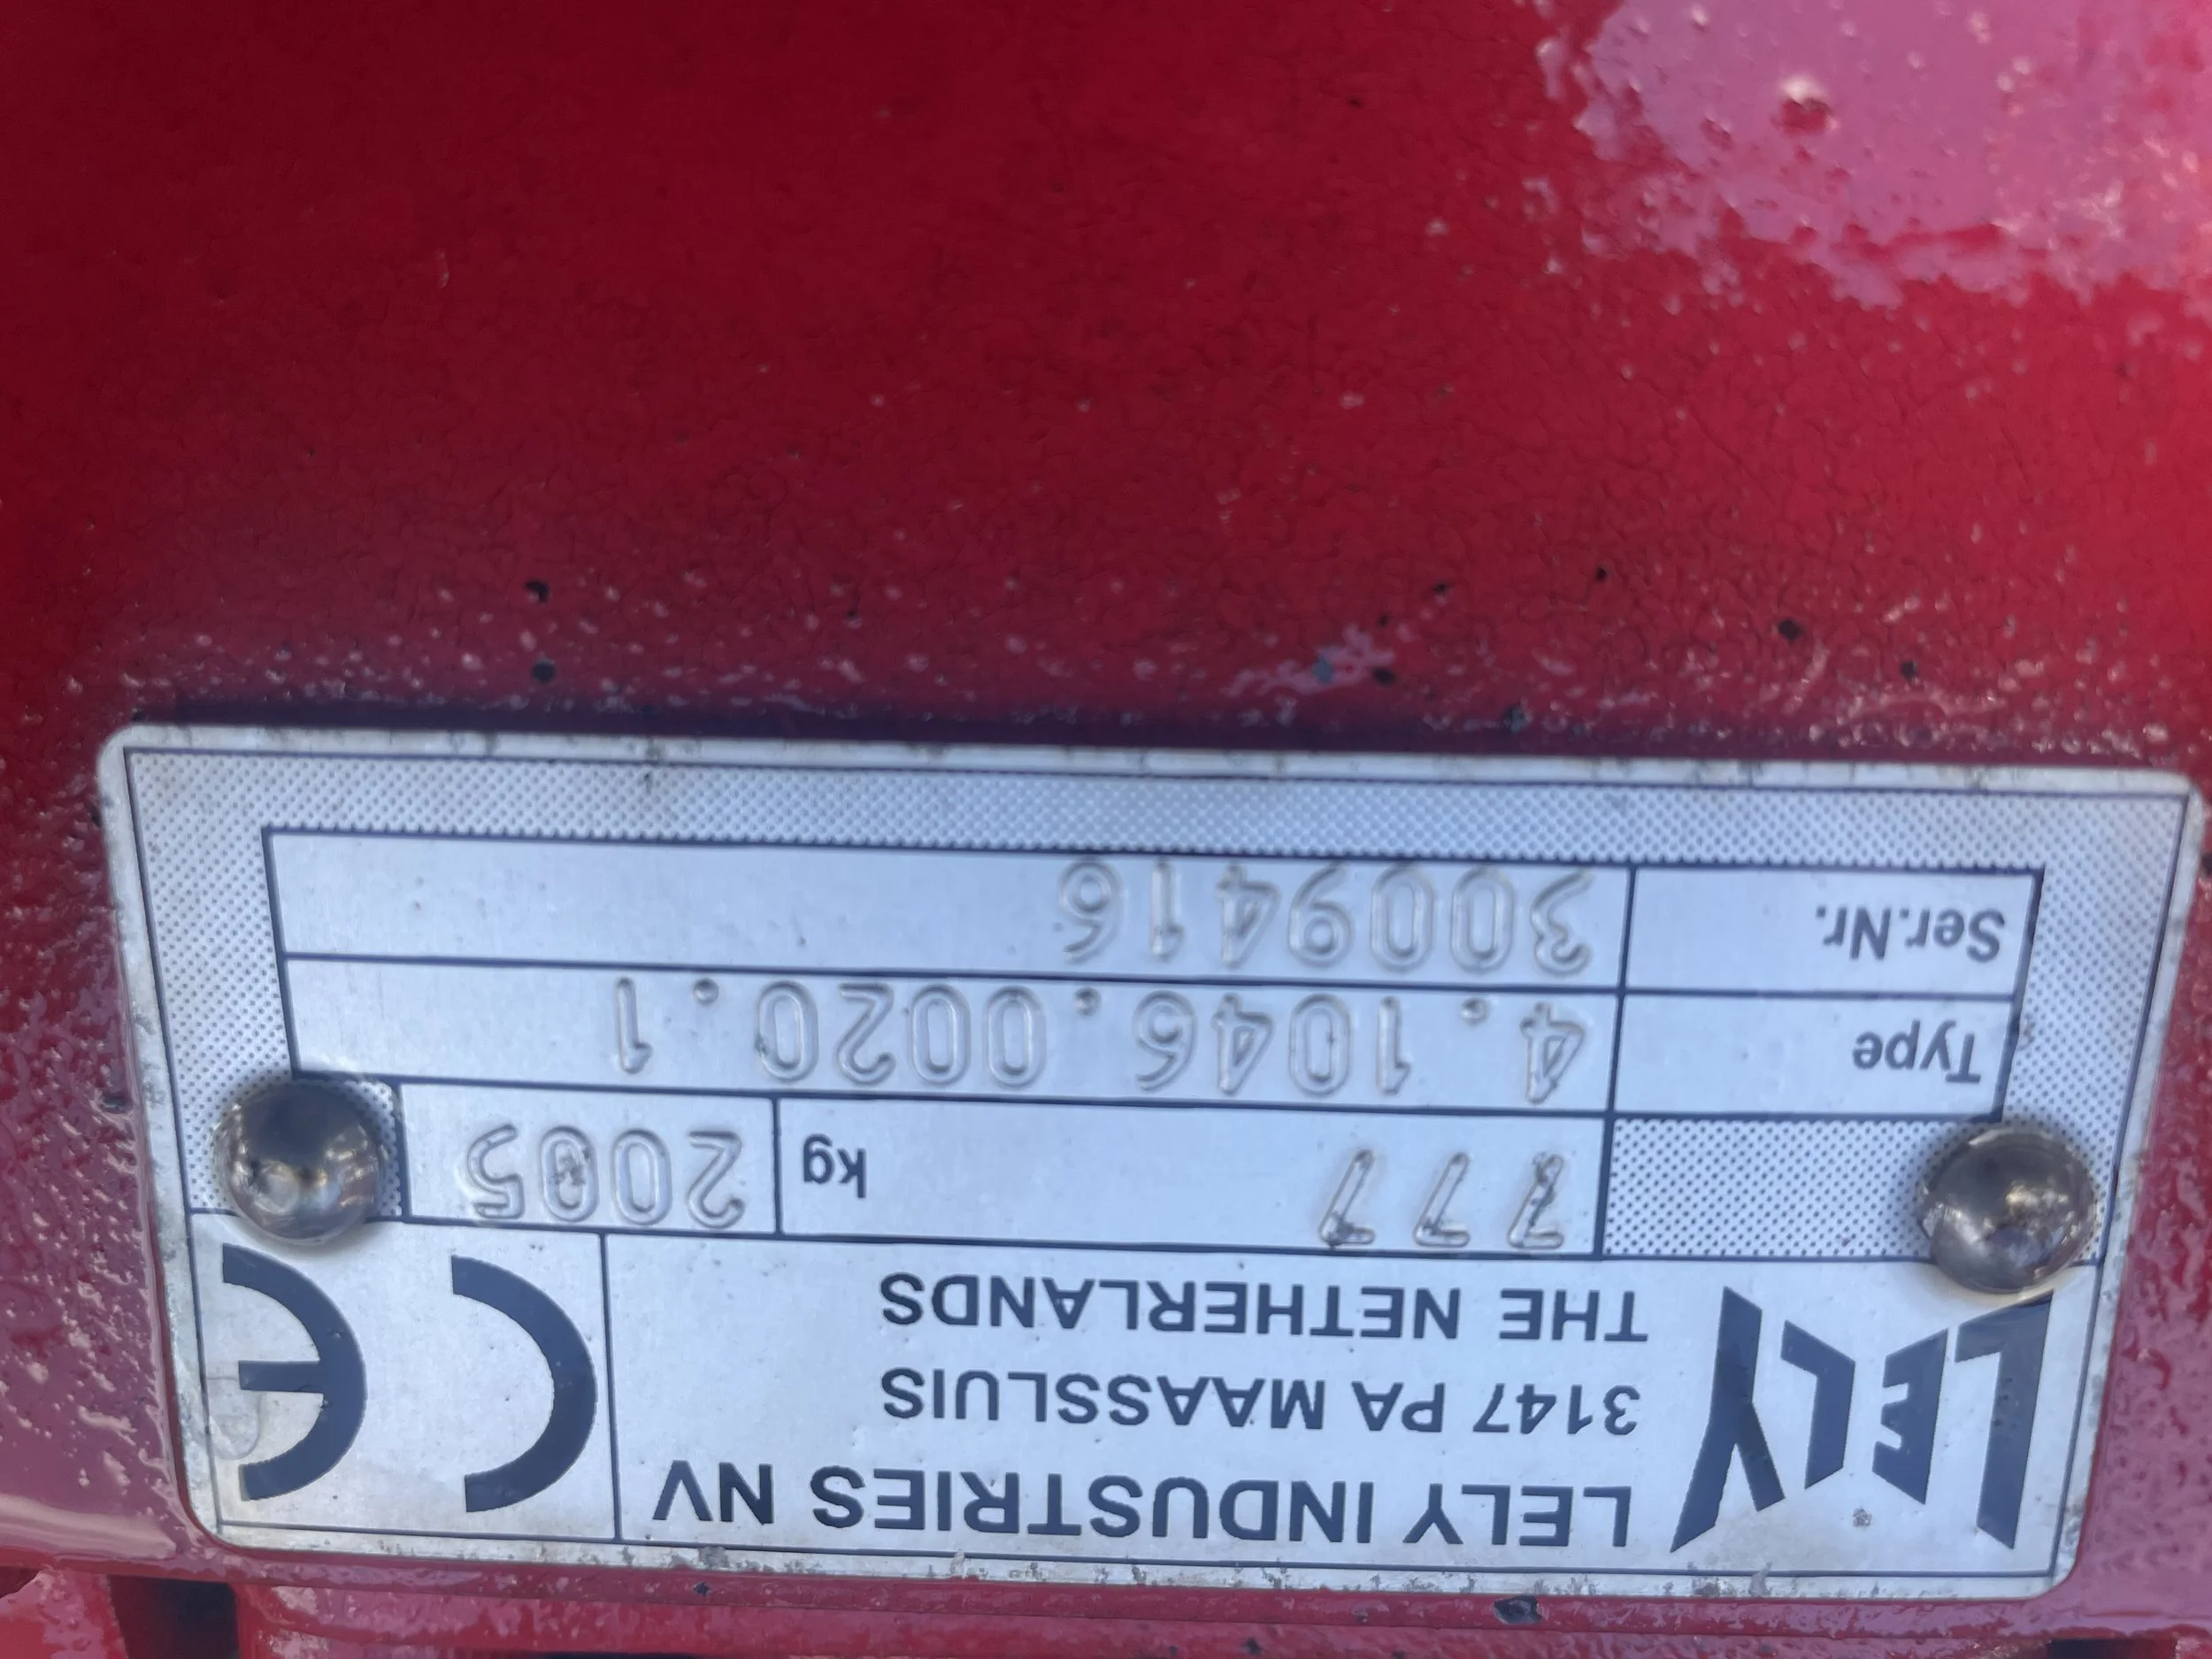 LELY
LELY INDUSTRIES NV
3147 PA MAASSLUIS
THE NETHERLANDS
CE
777 kg 2005
Type 4.1046.0020.1
Ser.Nr. 3009416